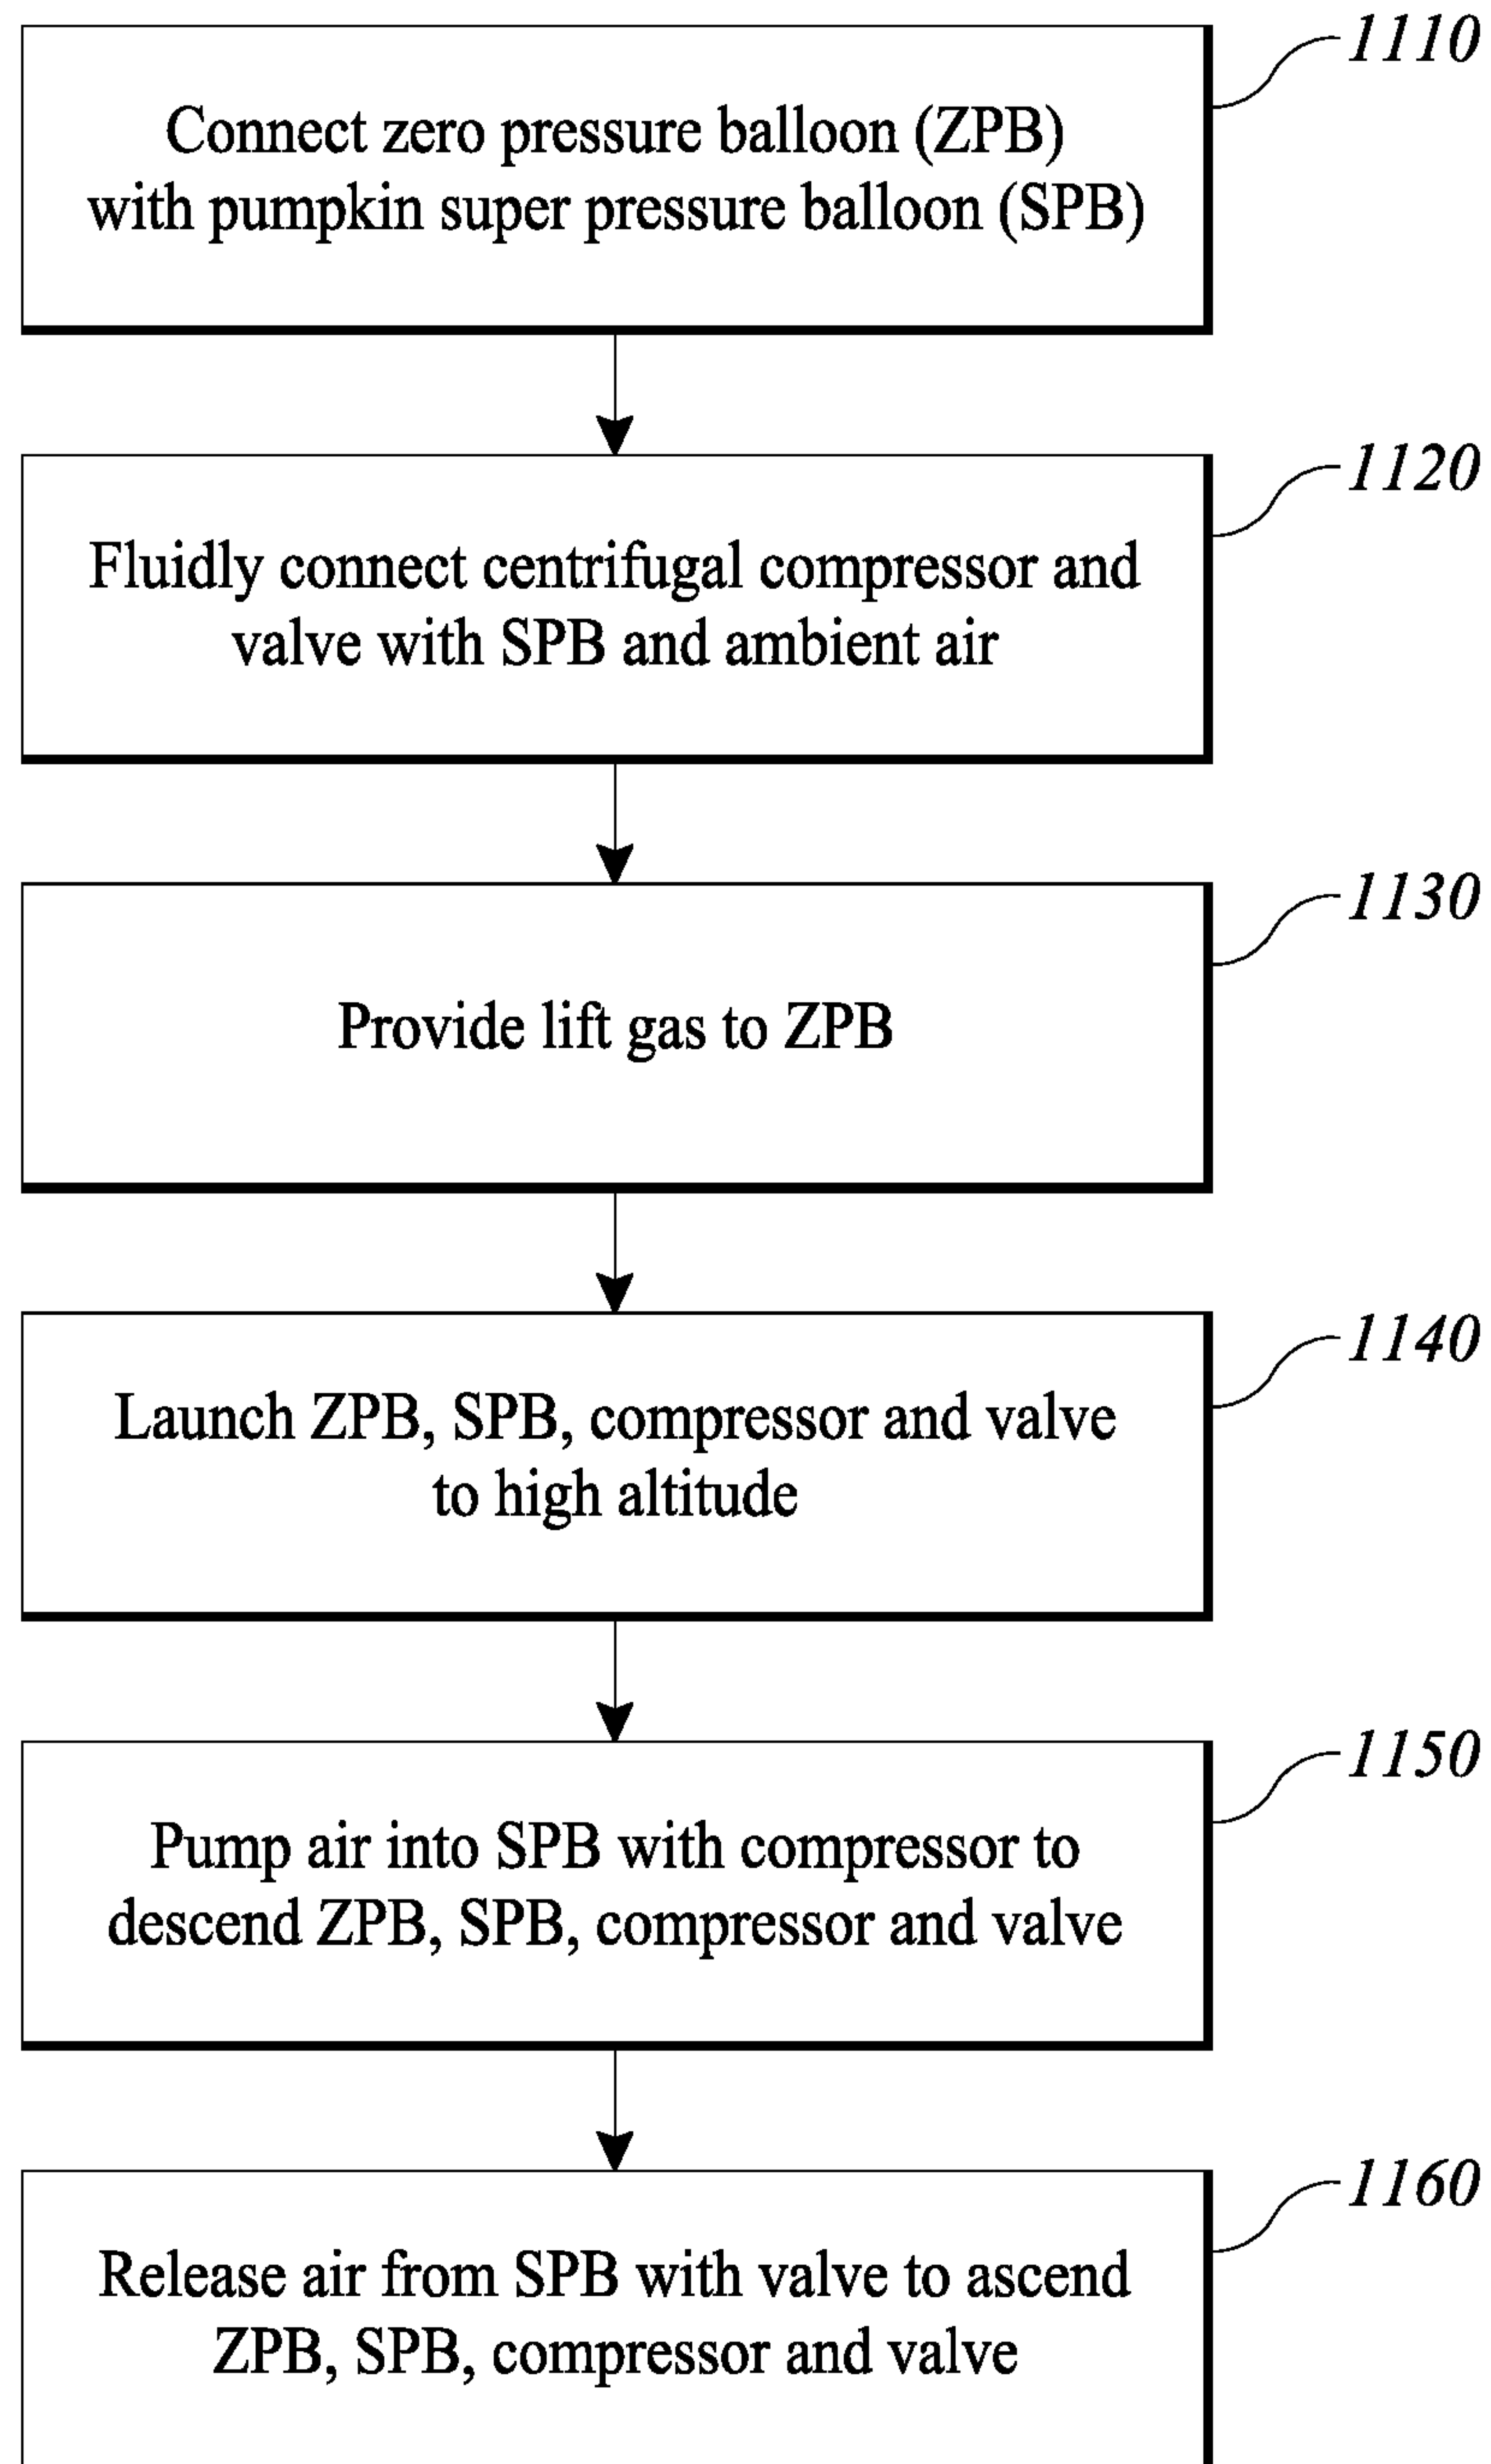 1110
Connect zero pressure balloon (ZPB)
with pumpkin super pressure balloon (SPB)
1120
Fluidly connect centrifugal compressor and
valve with SPB and ambient air
1130
Provide lift gas to ZPB
1140
Launch ZPB, SPB, compressor and valve
to high altitude
1150
Pump air into SPB with compressor to
descend ZPB, SPB, compressor and valve
1160
Release air from SPB with valve to ascend
ZPB, SPB, compressor and valve